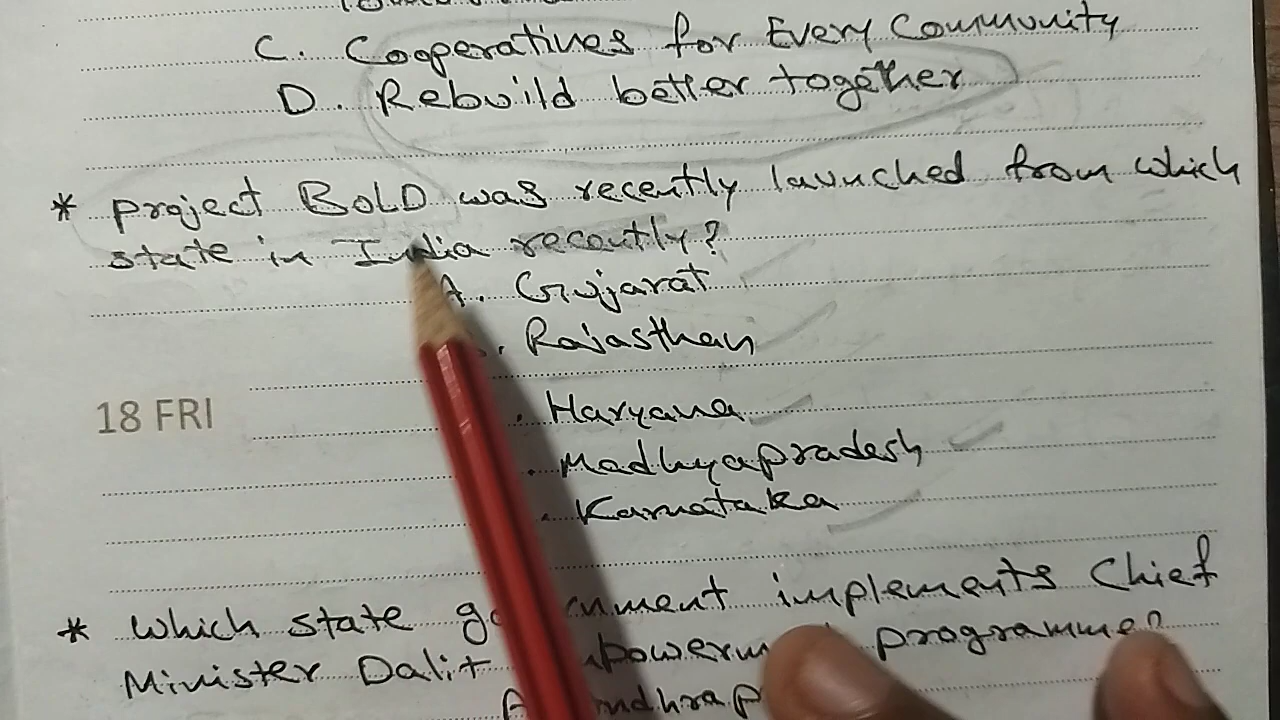 C. Cooperatives for Every Community
D. Rebuild better together
* project BoLD was recently launched from which
state in India recently?
A. Gujarat
. Rajasthan
. Haryana
. Madhyapradesh
. Karnataka
18 FRI
* which state implements Chief
Minister Dalit programme?